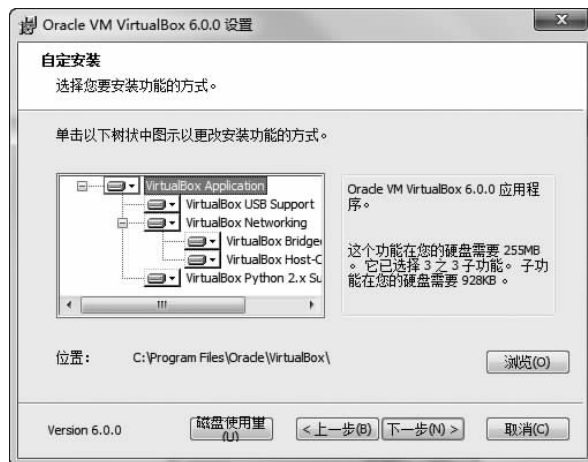 Oracle VM VirtualBox 6.0.0 设置
自定安装
选择您要安装功能的方式。
单击以下树状中图示以更改安装功能的方式。
VirtualBox Application
VirtualBox USB Support
VirtualBox Networking
VirtualBox Bridge
VirtualBox Host-C
VirtualBox Python 2.x Su
Oracle VM VirtualBox 6.0.0 应用程
序。
这个功能在您的硬盘需要 255MB
。它已选择 3 之 3 子功能。 子功
能在您的硬盘需要 928KB 。
位置： C:\Program Files\Oracle\VirtualBox\
浏览(O)
Version 6.0.0
磁盘使用量
(U)
< 上一步(B)
下一步(N) >
取消(C)